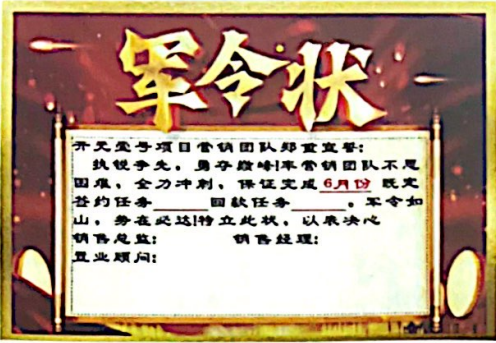 军令状
开元壹号项目营销团队郑重宣誓:
执锐争先，勇夺巅峰!率营销团队不惧
困难，全力冲刺，保证完成 6月份 既定
签约任务______回款任务______，军令如
山，务在必达!特立此状，以表决心
销售总监: 销售经理:
置业顾问: